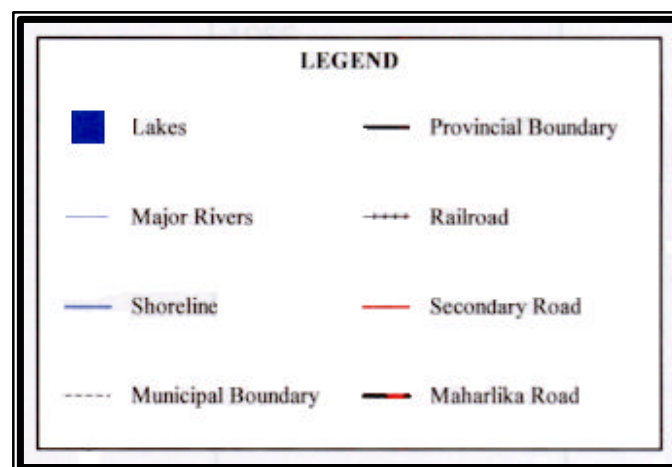 LEGEND
Lakes
Provincial Boundary
Major Rivers
Railroad
Shoreline
Secondary Road
Municipal Boundary
Maharlika Road